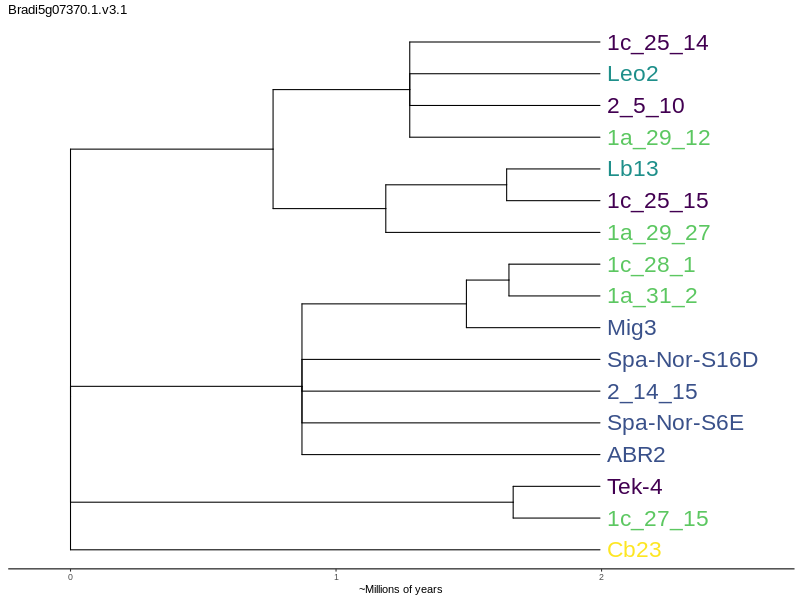 Bradi5g07370.1.v3.1
1c_25_14
Leo2
2_5_10
1a_29_12
Lb13
1c_25_15
1a_29_27
1c_28_1
1a_31_2
Mig3
Spa-Nor-S16D
2_14_15
Spa-Nor-S6E
ABR2
Tek-4
1c_27_15
Cb23
0 1 2
~Millions of years